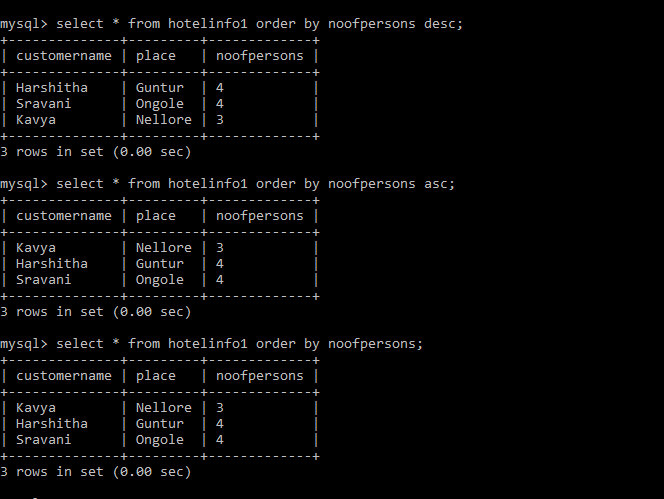 mysql> select * from hotelinfo1 order by noofpersons desc;
+--------------+---------+-------------+
| customername | place   | noofpersons |
+--------------+---------+-------------+
| Harshitha    | Guntur  | 4           |
| Sravani      | Ongole  | 4           |
| Kavya        | Nellore | 3           |
+--------------+---------+-------------+
3 rows in set (0.00 sec)
mysql> select * from hotelinfo1 order by noofpersons asc;
+--------------+---------+-------------+
| customername | place   | noofpersons |
+--------------+---------+-------------+
| Kavya        | Nellore | 3           |
| Harshitha    | Guntur  | 4           |
| Sravani      | Ongole  | 4           |
+--------------+---------+-------------+
3 rows in set (0.00 sec)
mysql> select * from hotelinfo1 order by noofpersons;
+--------------+---------+-------------+
| customername | place   | noofpersons |
+--------------+---------+-------------+
| Kavya        | Nellore | 3           |
| Harshitha    | Guntur  | 4           |
| Sravani      | Ongole  | 4           |
+--------------+---------+-------------+
3 rows in set (0.00 sec)